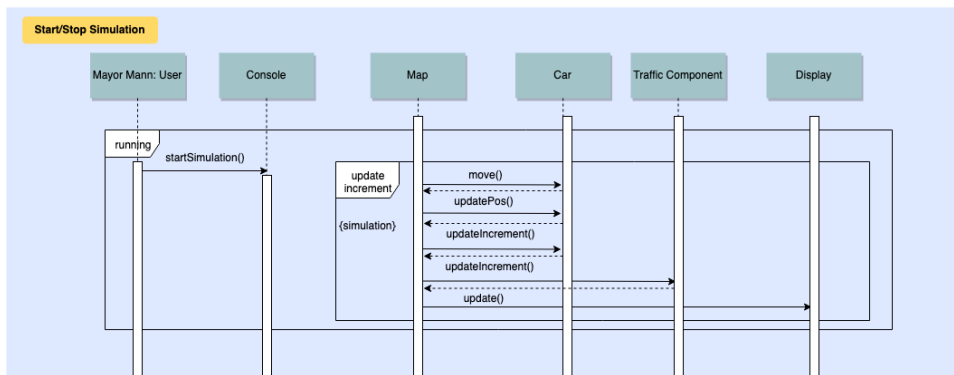 Start/Stop Simulation
Mayor Mann: User
Console
Map
Car
Traffic Component
Display
running
startSimulation()
update
increment
{simulation}
move()
updatePos()
updateIncrement()
updateIncrement()
update()